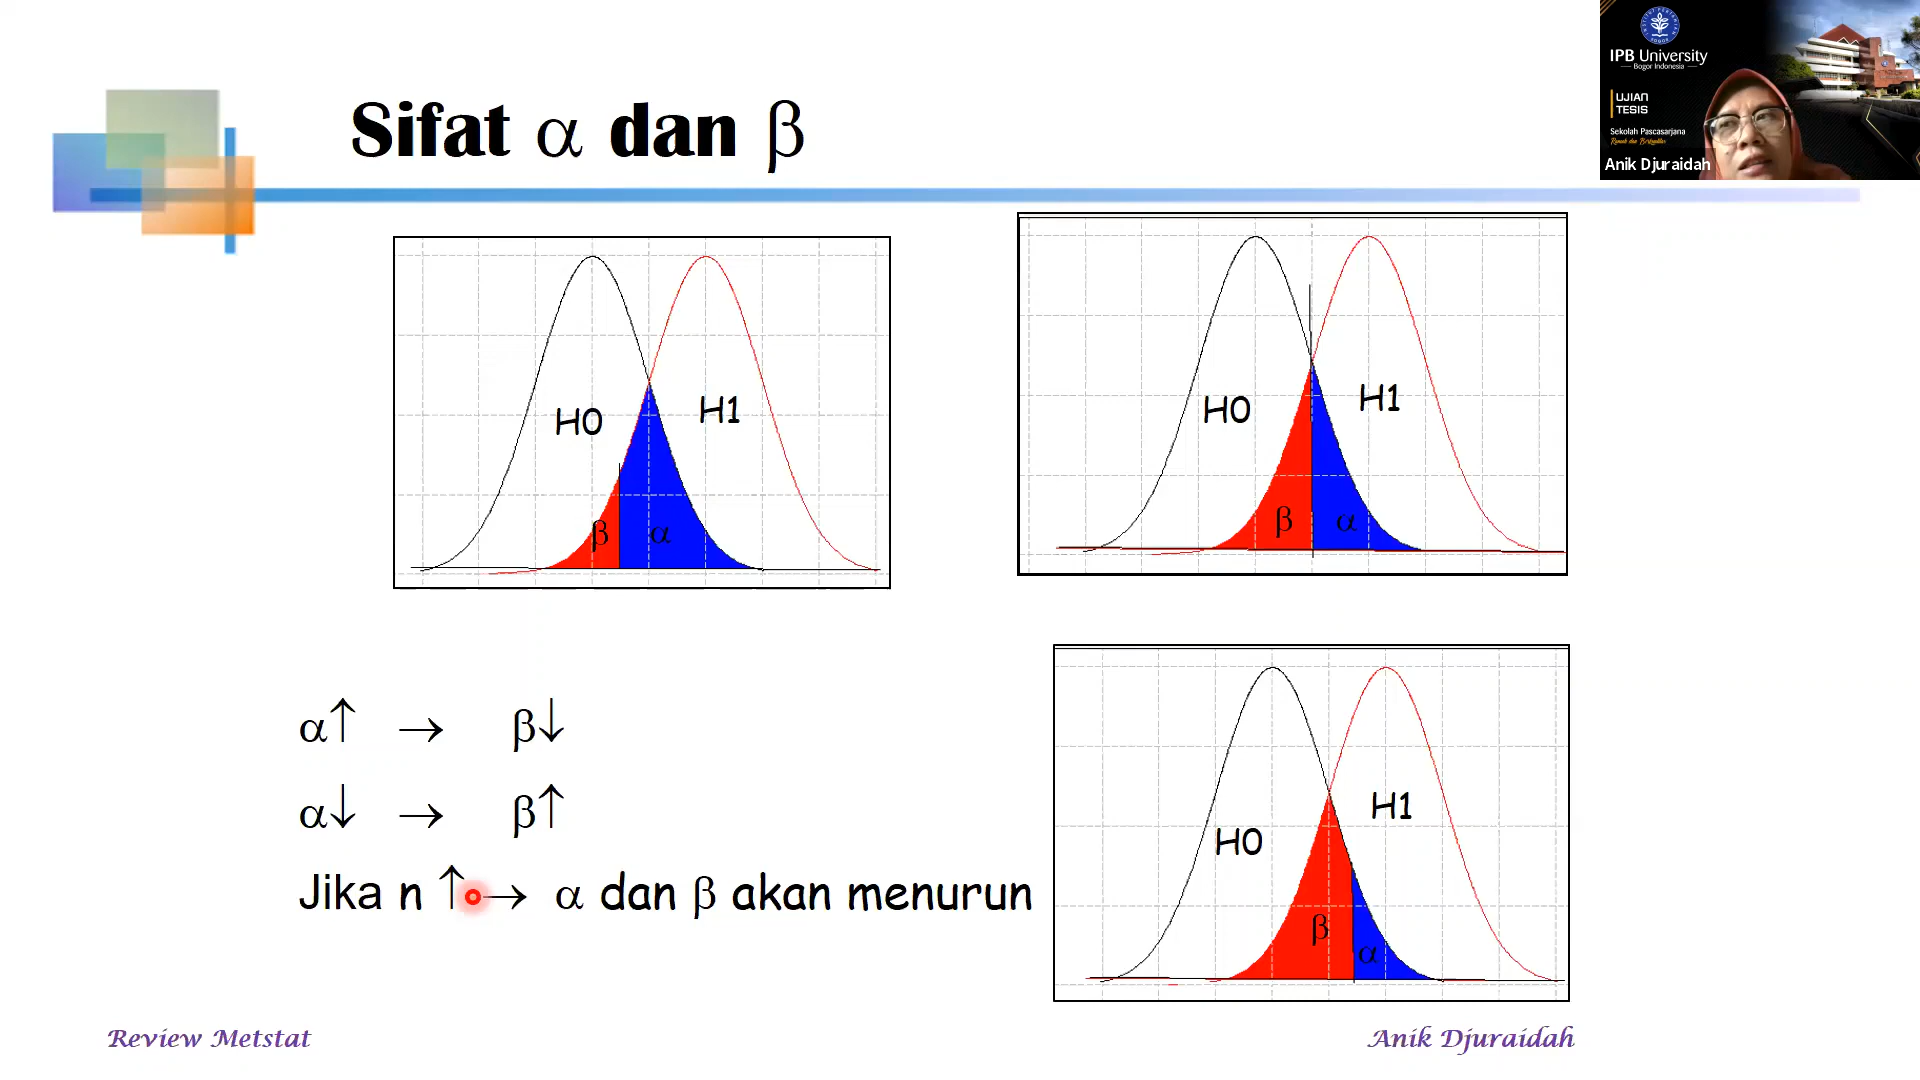 Sifat α dan β
IPB University
Bogor Indonesia
UJIAN
TESIS
Sekolah Pascasarjana
Anik Djuraidah
H0
H1
β
α
H0
H1
β
α
α↑ → β↓
α↓ → β↑
Jika n ↑ → α dan β akan menurun
H0
H1
β
α
Review Metstat
Anik Djuraidah